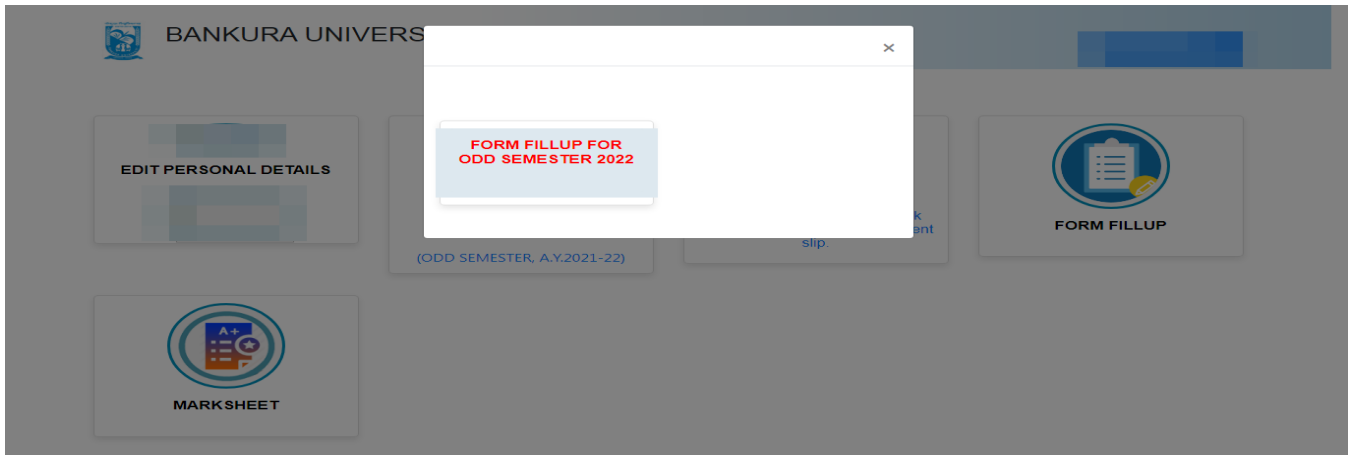 BANKURA UNIVERS
×
EDIT PERSONAL DETAILS
FORM FILLUP FOR
ODD SEMESTER 2022
(ODD SEMESTER, A.Y.2021-22)
k
ent
slip.
FORM FILLUP
A+
MARKSHEET